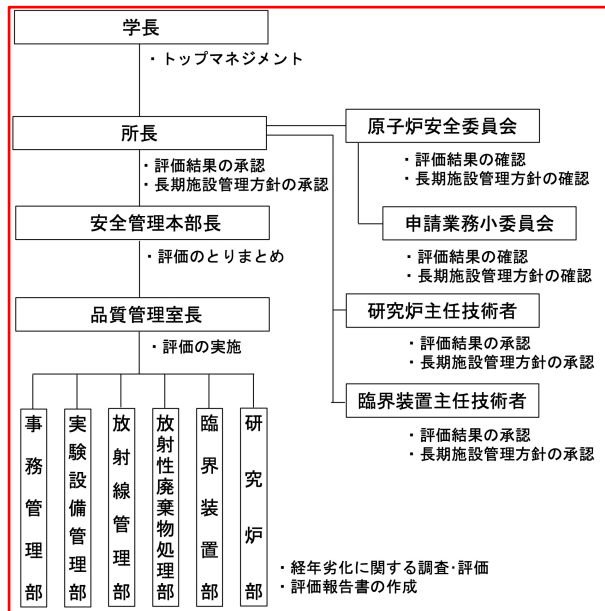 学長
・トップマネジメント
所長
・評価結果の承認
・長期施設管理方針の承認
原子炉安全委員会
・評価結果の確認
・長期施設管理方針の確認
申請業務小委員会
・評価結果の確認
・長期施設管理方針の確認
安全管理本部長
・評価のとりまとめ
品質管理室長
・評価の実施
研究炉主任技術者
・評価結果の承認
・長期施設管理方針の承認
臨界装置主任技術者
・評価結果の承認
・長期施設管理方針の承認
事務管理部
実験設備管理部
放射線管理部
放射性廃棄物処理部
臨界装置部
研究炉部
・経年劣化に関する調査･評価
・評価報告書の作成